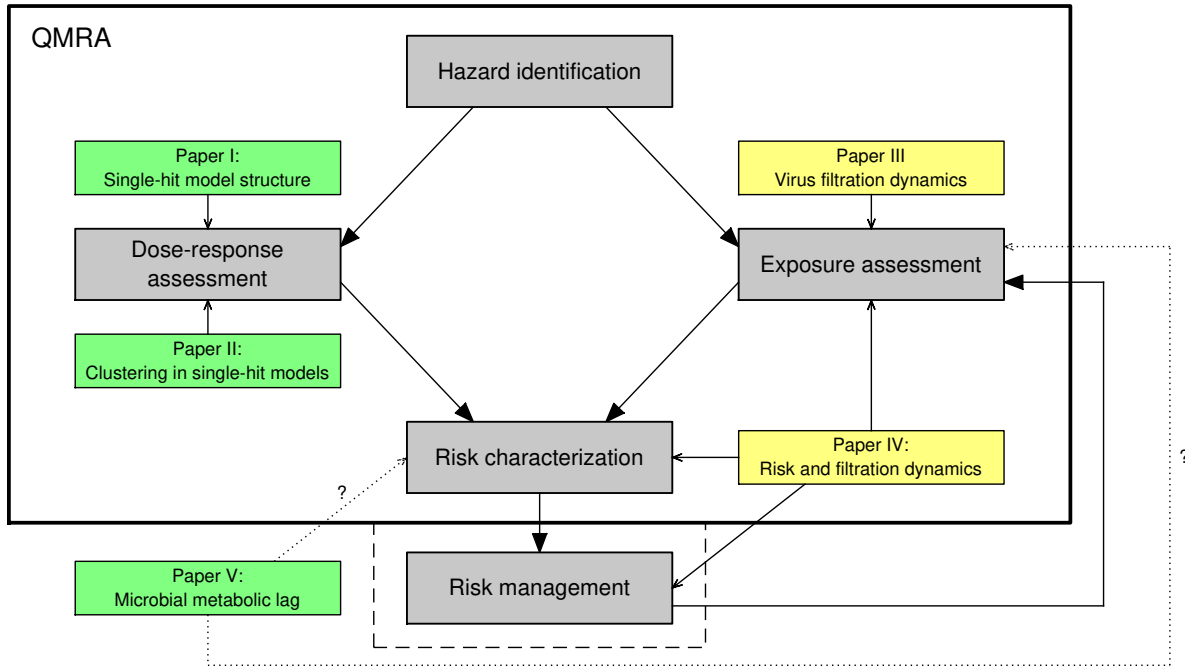 QMRA
Hazard identification
Paper I:
Single-hit model structure
Paper III
Virus filtration dynamics
Dose-response
assessment
Exposure assessment
Paper II:
Clustering in single-hit models
Risk characterization
Paper IV:
Risk and filtration dynamics
?
?
Paper V:
Microbial metabolic lag
Risk management